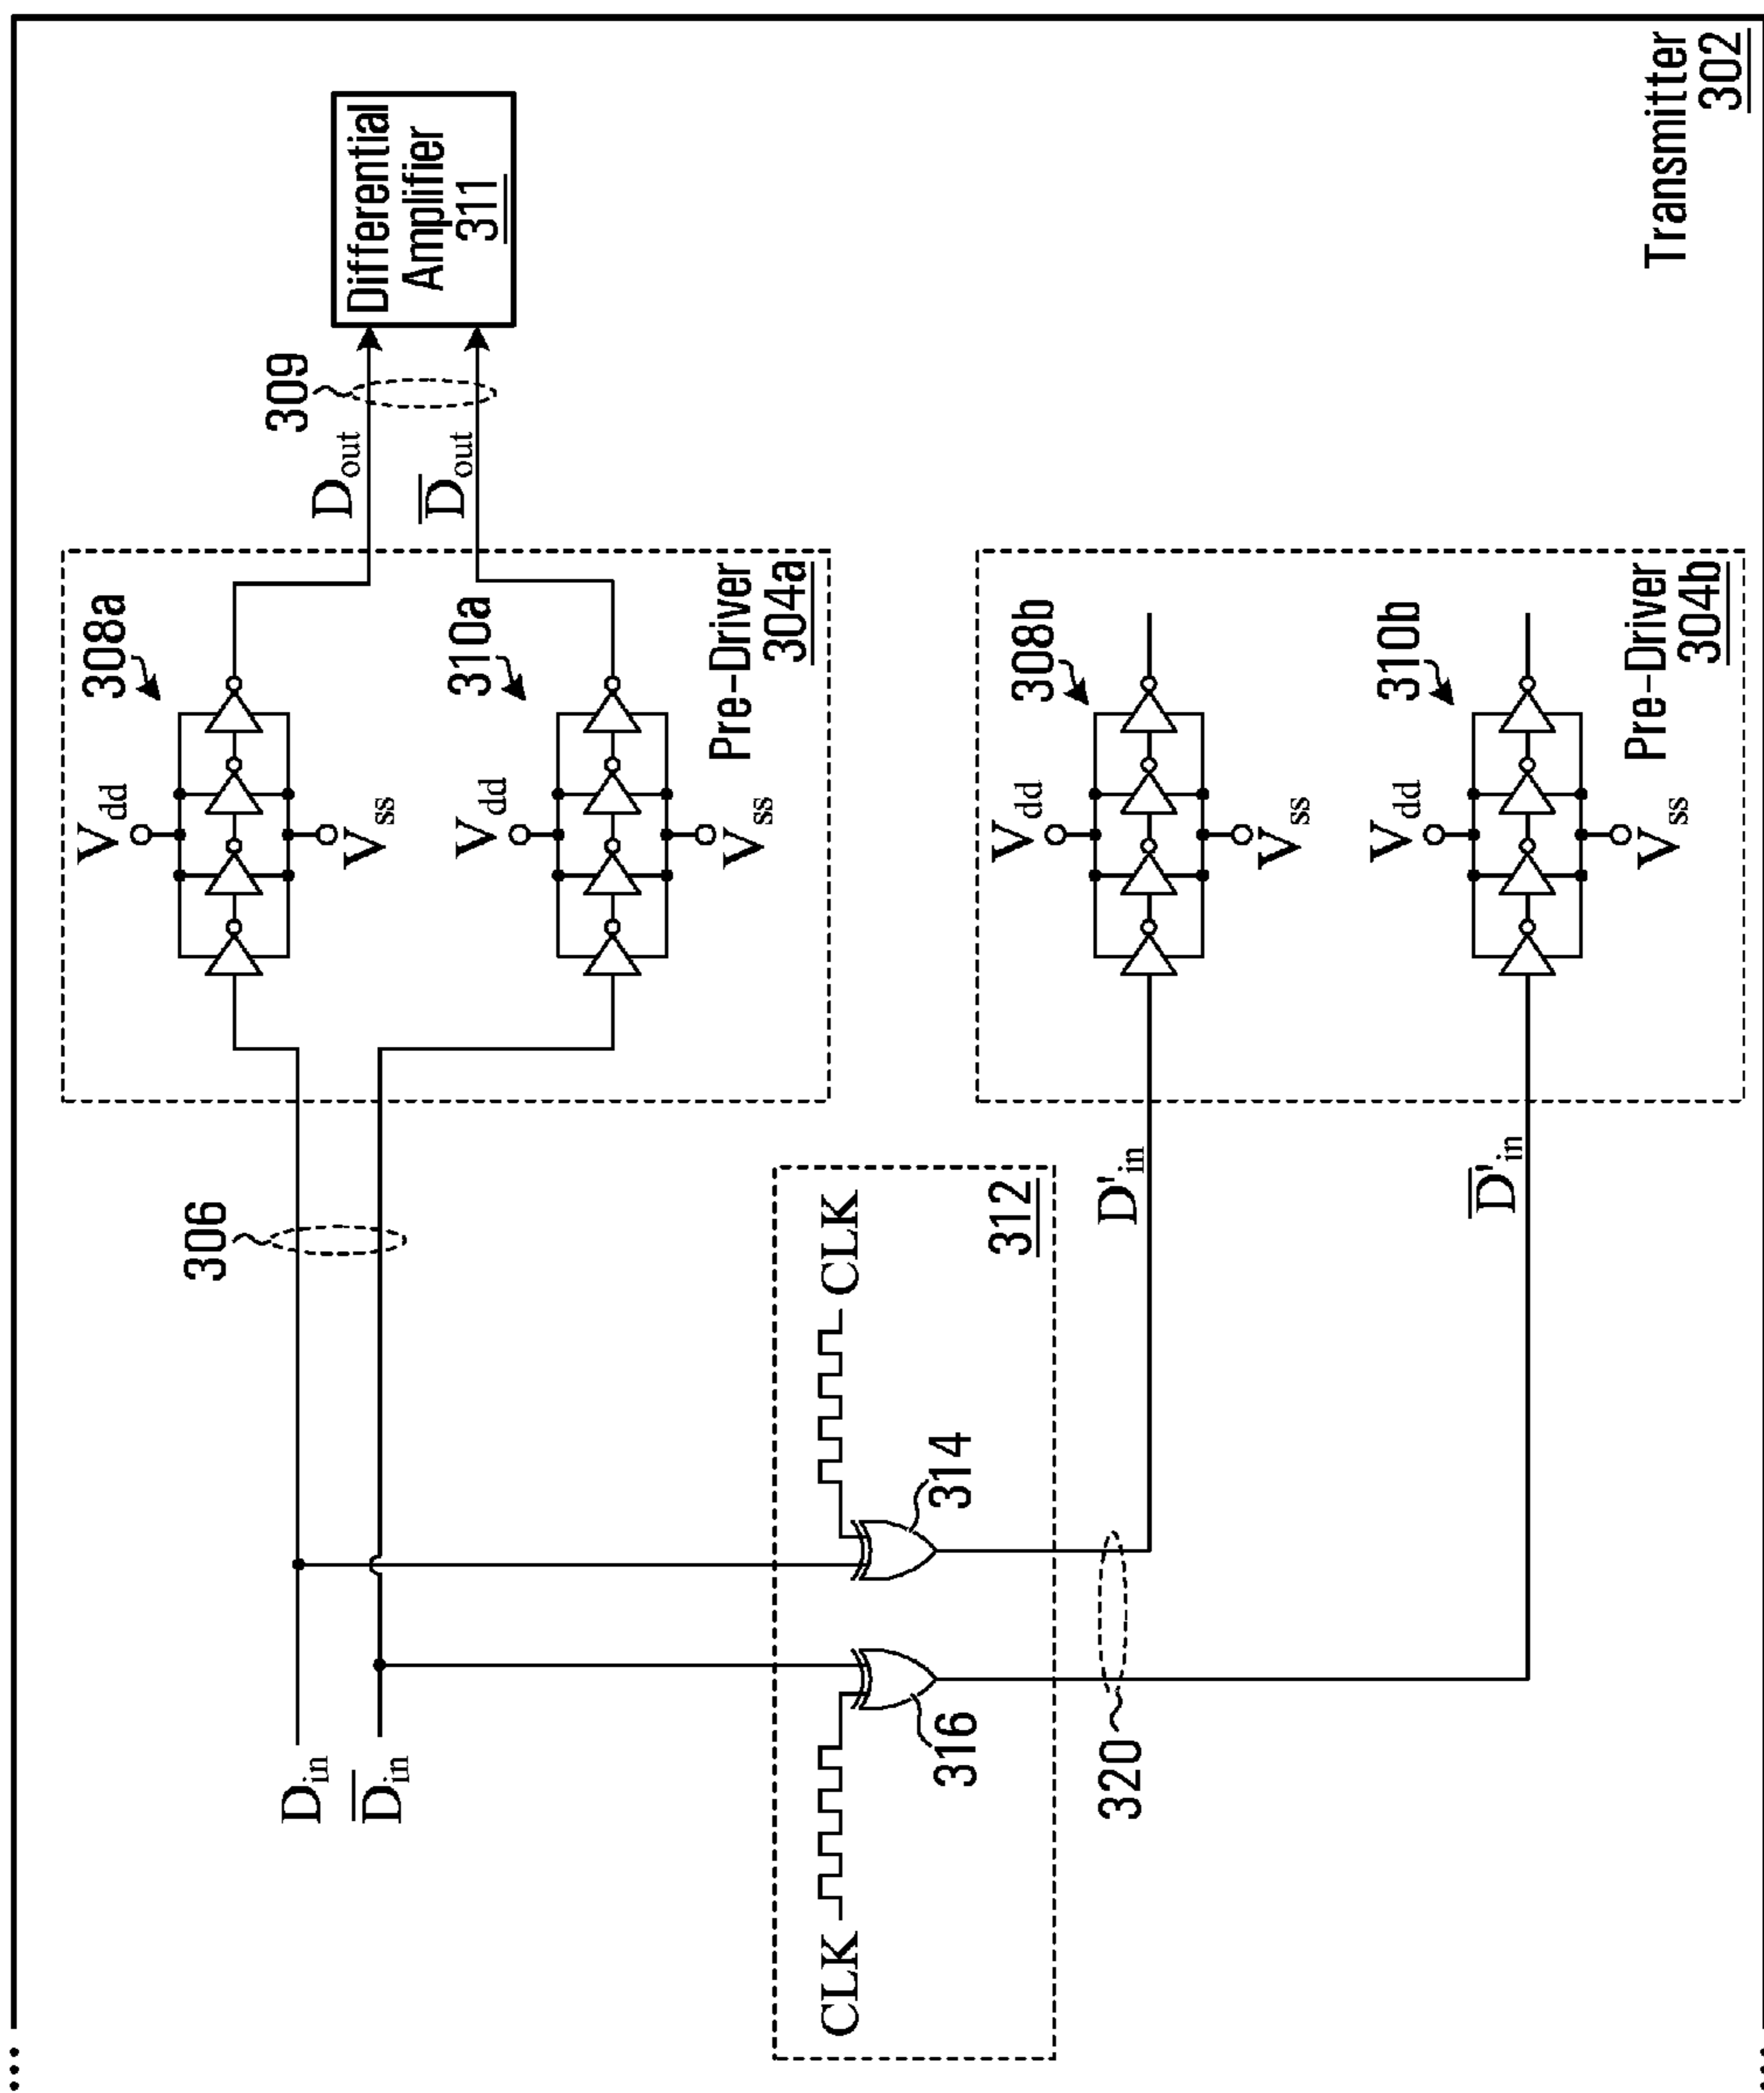 D̅in
Din
306
308a
Vdd
Vss
310a
Vdd
Vss
Pre-Driver
304a
Dout
D̅out
309
Differential
Amplifier
311
CLK
CLK
316
314
312
320
D'in
D̅'in
308b
Vdd
Vss
310b
Vdd
Vss
Pre-Driver
304b
Transmitter
302
...
...